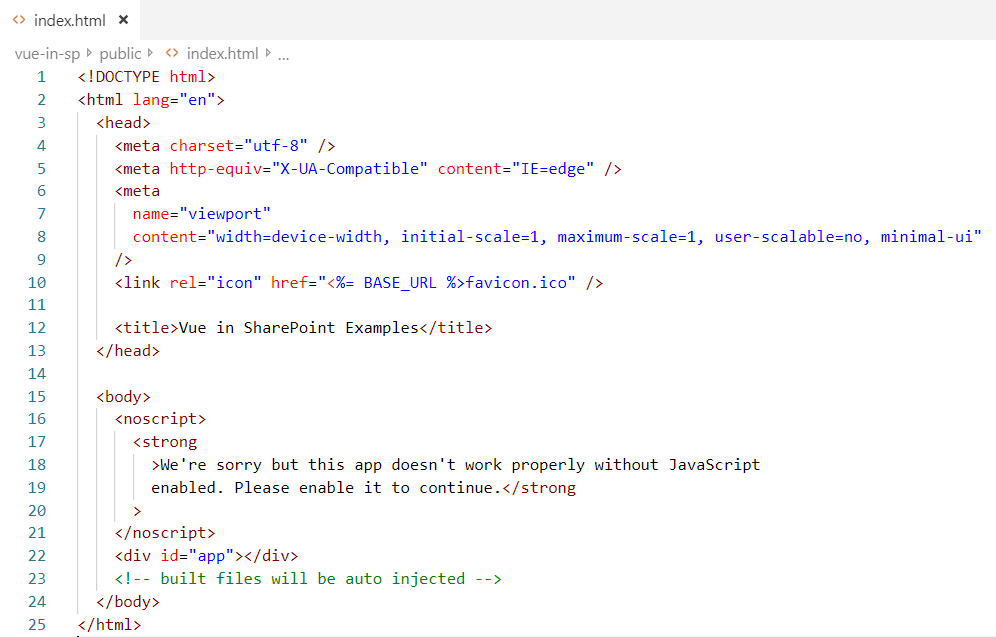 <> index.html ×
vue-in-sp public <> index.html ...
1 <!DOCTYPE html>
2 <html lang="en">
3 <head>
4 <meta charset="utf-8" />
5 <meta http-equiv="X-UA-Compatible" content="IE=edge" />
6 <meta
7 name="viewport"
8 content="width=device-width, initial-scale=1, maximum-scale=1, user-scalable=no, minimal-ui"
9 />
10 <link rel="icon" href="<%= BASE_URL %>favicon.ico" />
11
12 <title>Vue in SharePoint Examples</title>
13 </head>
14
15 <body>
16 <noscript>
17 <strong
18 >We're sorry but this app doesn't work properly without JavaScript
19 enabled. Please enable it to continue.</strong
20 >
21 </noscript>
22 <div id="app"></div>
23 <!-- built files will be auto injected -->
24 </body>
25 </html>